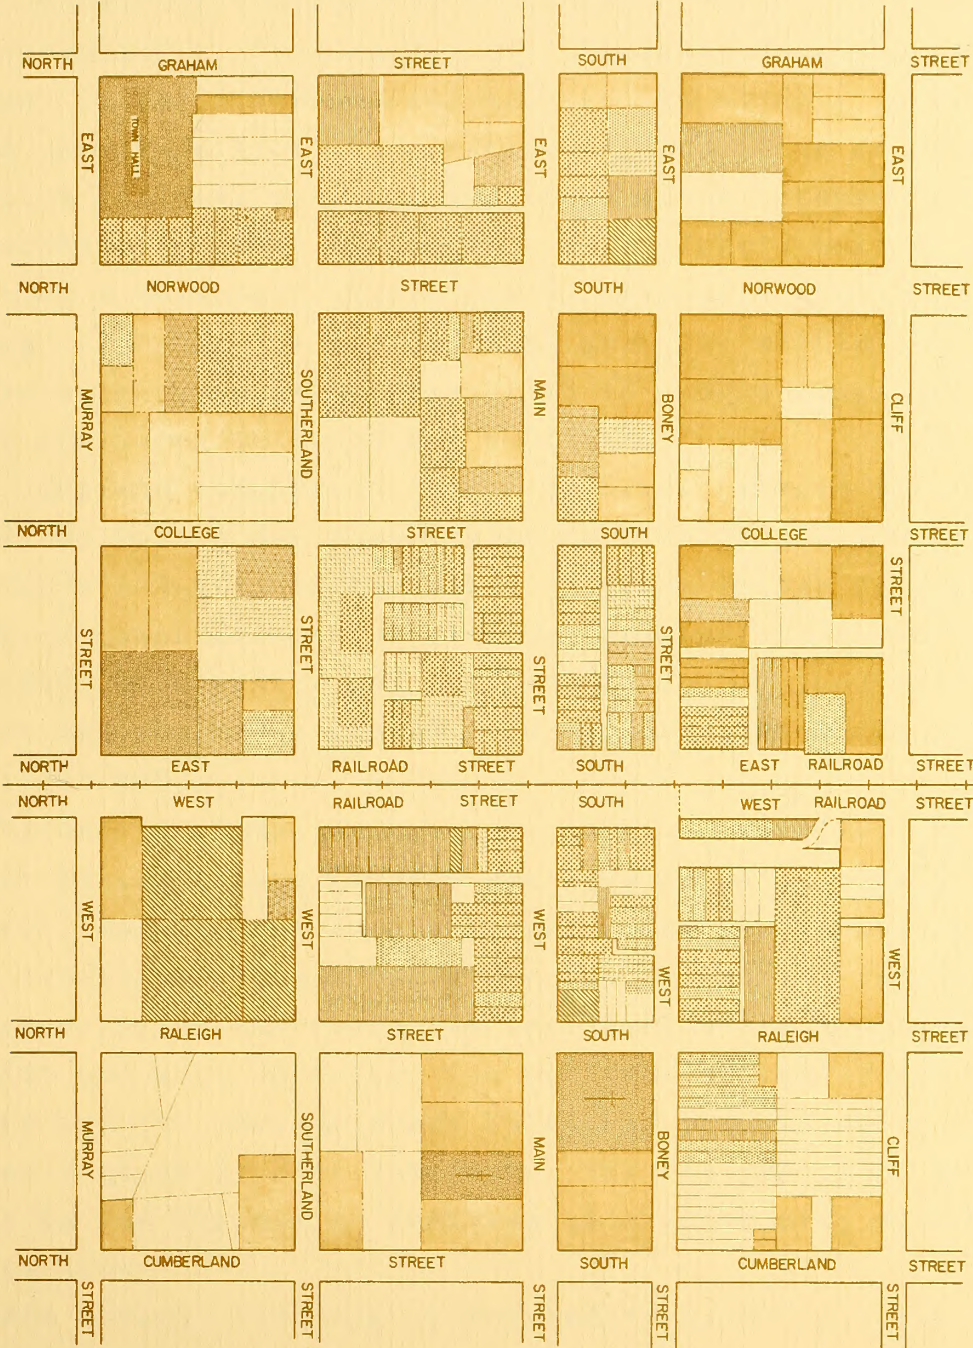 NORTH GRAHAM STREET SOUTH GRAHAM STREET
TOWN HALL
EAST EAST EAST EAST EAST
NORTH NORWOOD STREET SOUTH NORWOOD STREET
MURRAY SOUTHERLAND MAIN BONEY CLIFF
NORTH COLLEGE STREET SOUTH COLLEGE STREET
STREET STREET STREET STREET STREET
NORTH EAST RAILROAD STREET SOUTH EAST RAILROAD STREET
NORTH WEST RAILROAD STREET SOUTH WEST RAILROAD STREET
WEST WEST WEST WEST WEST
NORTH RALEIGH STREET SOUTH RALEIGH STREET
MURRAY SOUTHERLAND MAIN BONEY CLIFF
NORTH CUMBERLAND STREET SOUTH CUMBERLAND STREET
STREET STREET STREET STREET STREET